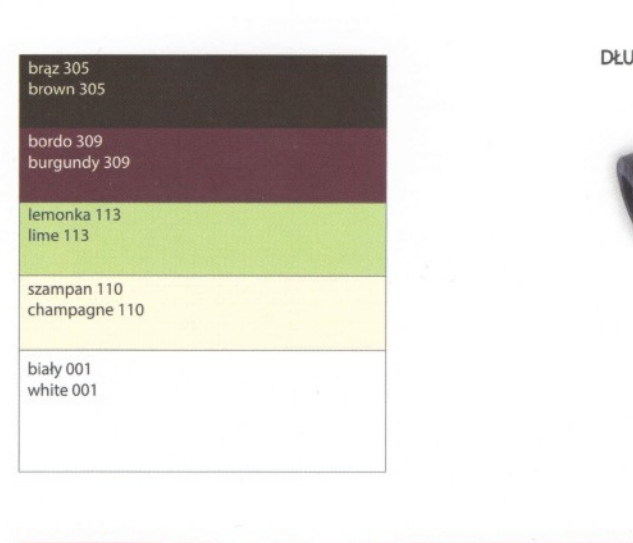 brąz 305
brown 305
bordo 309
burgundy 309
lemonka 113
lime 113
szampan 110
champagne 110
biały 001
white 001
DŁU